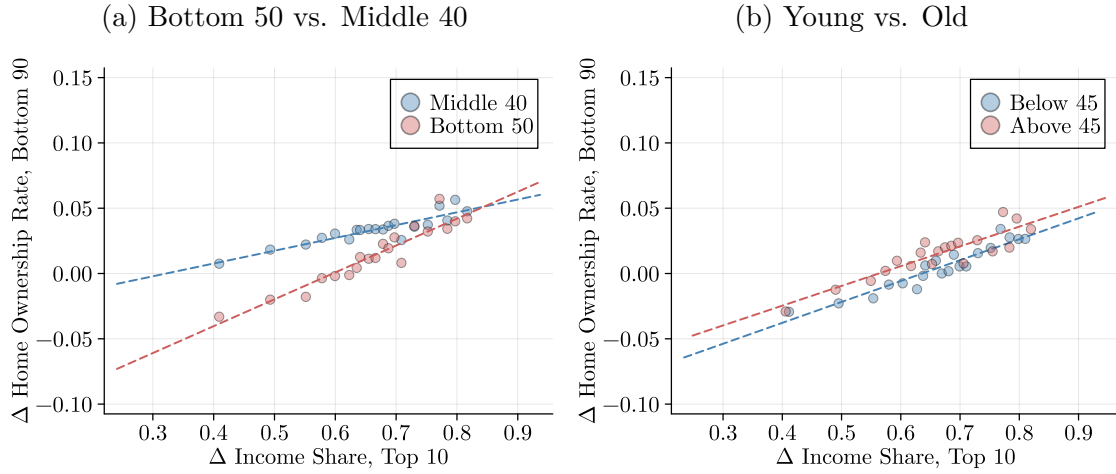 (a) Bottom 50 vs. Middle 40
Δ Home Ownership Rate, Bottom 90
0.15
0.10
0.05
0.00
−0.05
−0.10
Middle 40
Bottom 50
0.3 0.4 0.5 0.6 0.7 0.8 0.9
Δ Income Share, Top 10
(b) Young vs. Old
Δ Home Ownership Rate, Bottom 90
0.15
0.10
0.05
0.00
−0.05
−0.10
Below 45
Above 45
0.3 0.4 0.5 0.6 0.7 0.8 0.9
Δ Income Share, Top 10